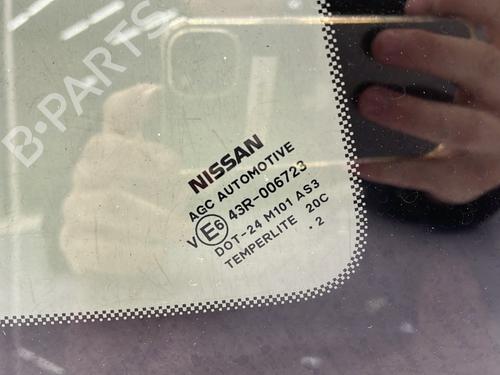 B-PARTS
NISSAN
AGC AUTOMOTIVE
V E6 43R-006723
DOT-24 M101 AS3
TEMPERLITE 20C
. 2